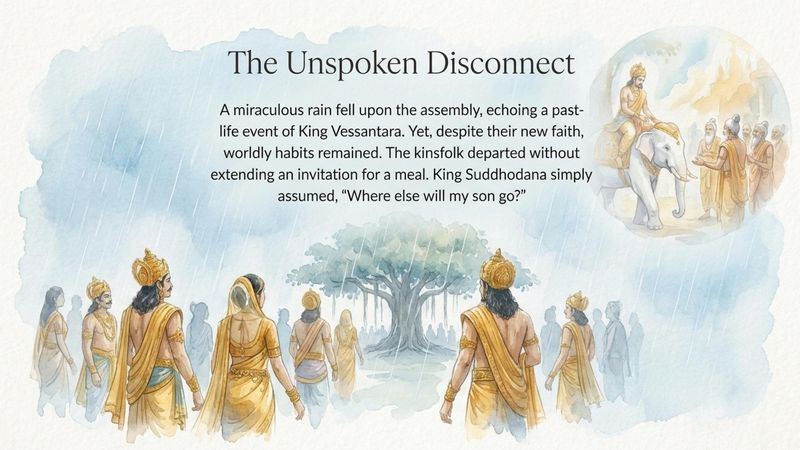 The Unspoken Disconnect
A miraculous rain fell upon the assembly, echoing a past-
life event of King Vessantara. Yet, despite their new faith,
worldly habits remained. The kinsfolk departed without
extending an invitation for a meal. King Suddhodana simply
assumed, “Where else will my son go?”